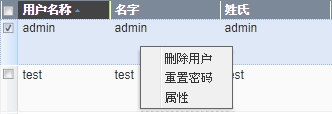 用户名称 名字 姓氏
admin admin admin
删除用户
重置密码
属性
test test test